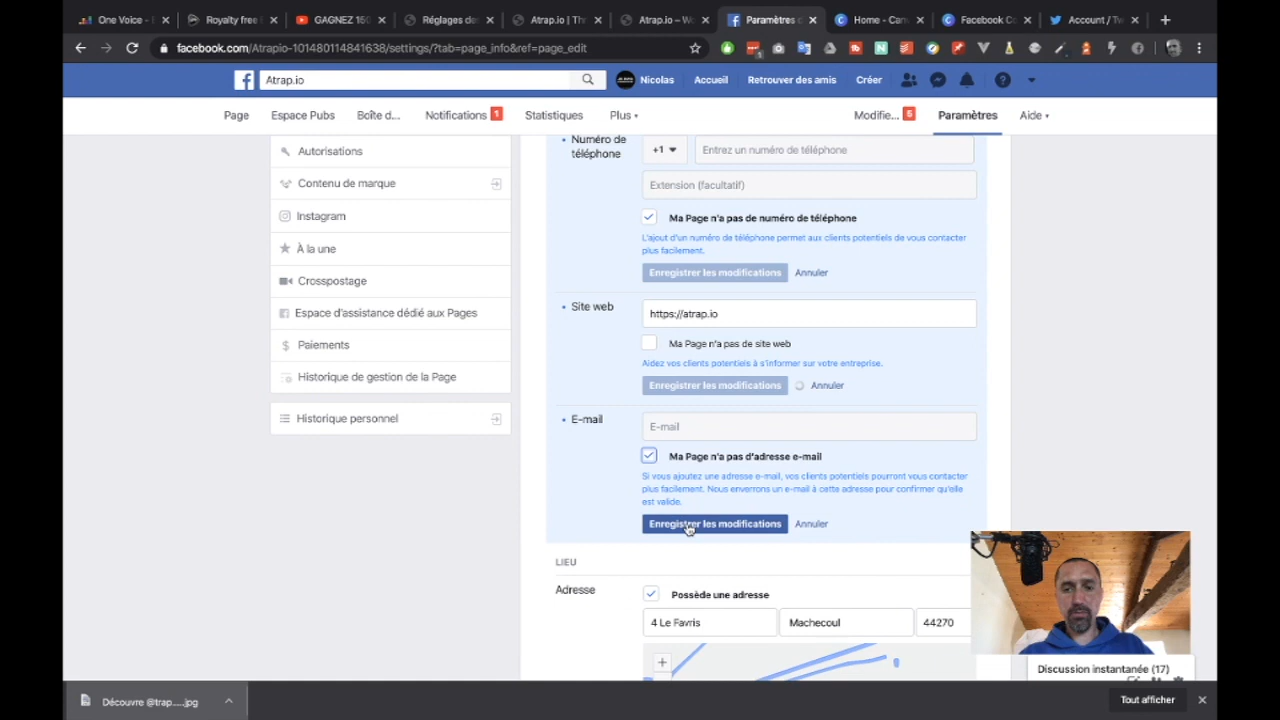 One Voice -
Royalty free
GAGNEZ 150
Réglages de
Atrap.io | Th
Atrap.io – Wo
Paramètres
Home - Can
Facebook Co
Account / Tw
facebook.com/Atrapio-101480114841638/settings/?tab=page_info&ref=page_edit
Atrap.io
Nicolas
Accueil
Retrouver des amis
Créer
Page
Espace Pubs
Boîte d...
Notifications 1
Statistiques
Plus
Modifie... 5
Paramètres
Aide
Autorisations
Contenu de marque
Instagram
À la une
Crosspostage
Espace d'assistance dédié aux Pages
Paiements
Historique de gestion de la Page
Historique personnel
Numéro de
téléphone
+1
Entrez un numéro de téléphone
Extension (facultatif)
Ma Page n'a pas de numéro de téléphone
L'ajout d'un numéro de téléphone permet aux clients potentiels de vous contacter
plus facilement.
Enregistrer les modifications
Annuler
Site web
https://atrap.io
Ma Page n'a pas de site web
Aidez vos clients potentiels à s'informer sur votre entreprise.
Enregistrer les modifications
Annuler
E-mail
E-mail
Ma Page n'a pas d'adresse e-mail
Si vous ajoutez une adresse e-mail, vos clients potentiels pourront vous contacter
plus facilement. Nous enverrons un e-mail à cette adresse pour confirmer qu'elle
est valide.
Enregistrer les modifications
Annuler
LIEU
Adresse
Possède une adresse
4 Le Favris
Machecoul
44270
+
Discussion instantanée (17)
Découvre @trap.....jpg
Tout afficher